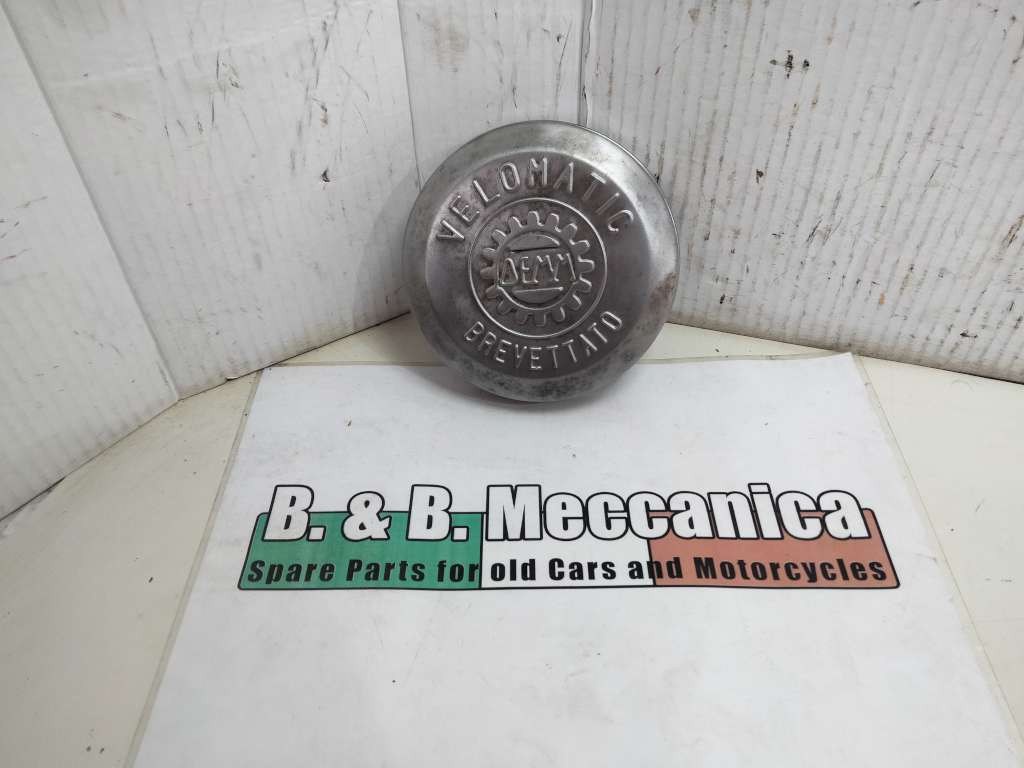 VELOMATIC
DEMM
BREVETTATO
B. & B. Meccanica
Spare Parts for old Cars and Motorcycles